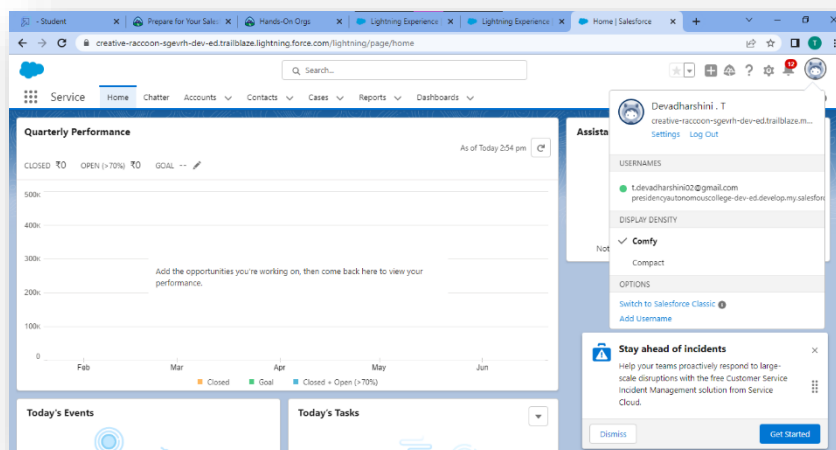 - Student
Prepare for Your Sales
Hands-On Orgs
Lightning Experience
Lightning Experience
Home | Salesforce
creative-raccoon-sgevrh-dev-ed.trailblaze.lightning.force.com/lightning/page/home
T
Search...
12
Service
Home
Chatter
Accounts
Contacts
Cases
Reports
Dashboards
Quarterly Performance
As of Today 2:54 pm
CLOSED ₹0 OPEN (>70%) ₹0 GOAL --
500K
400K
300K
200K
100K
0
Add the opportunities you're working on, then come back here to view your
performance.
Feb
Mar
Apr
May
Jun
Closed
Goal
Closed + Open (>70%)
Today's Events
Today's Tasks
Assista
Not
Devadharshini . T
creative-raccoon-sgevrh-dev-ed.trailblaze.m...
Settings Log Out
USERNAMES
t.devadharshini02@gmail.com
presidencyautonomouscollege-dev-ed.develop.my.salesfor
DISPLAY DENSITY
Comfy
Compact
OPTIONS
Switch to Salesforce Classic
Add Username
Stay ahead of incidents
Help your teams proactively respond to large-
scale disruptions with the free Customer Service
Incident Management solution from Service
Cloud.
Dismiss
Get Started